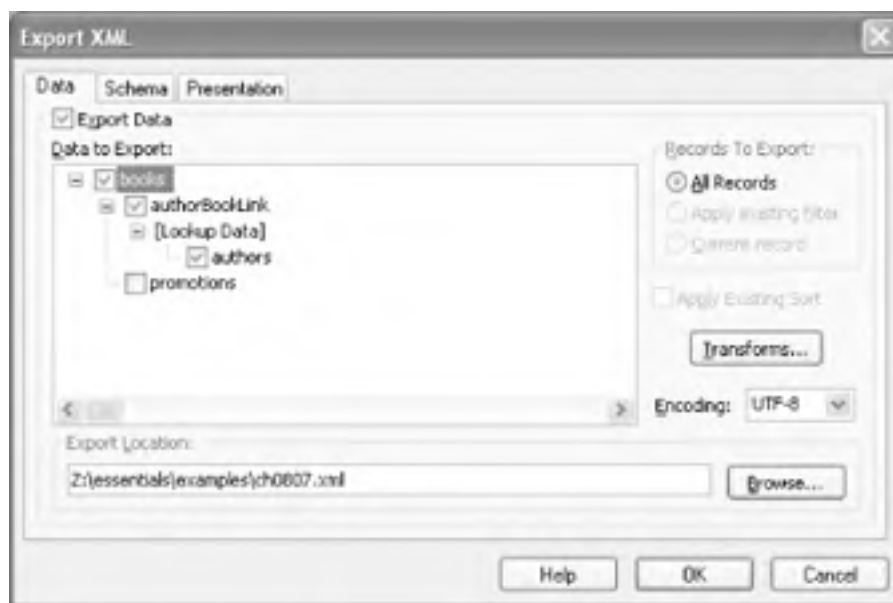 Export XML
Data Schema Presentation
Export Data
Data to Export:
books
authorBookLink
[Lookup Data]
authors
promotions
Records To Export:
All Records
Apply existing filter
Current record
Apply Existing Sort
Transforms...
Encoding: UTF-8
Export Location:
Z:\essentials\examples\ch0807.xml
Browse...
Help OK Cancel